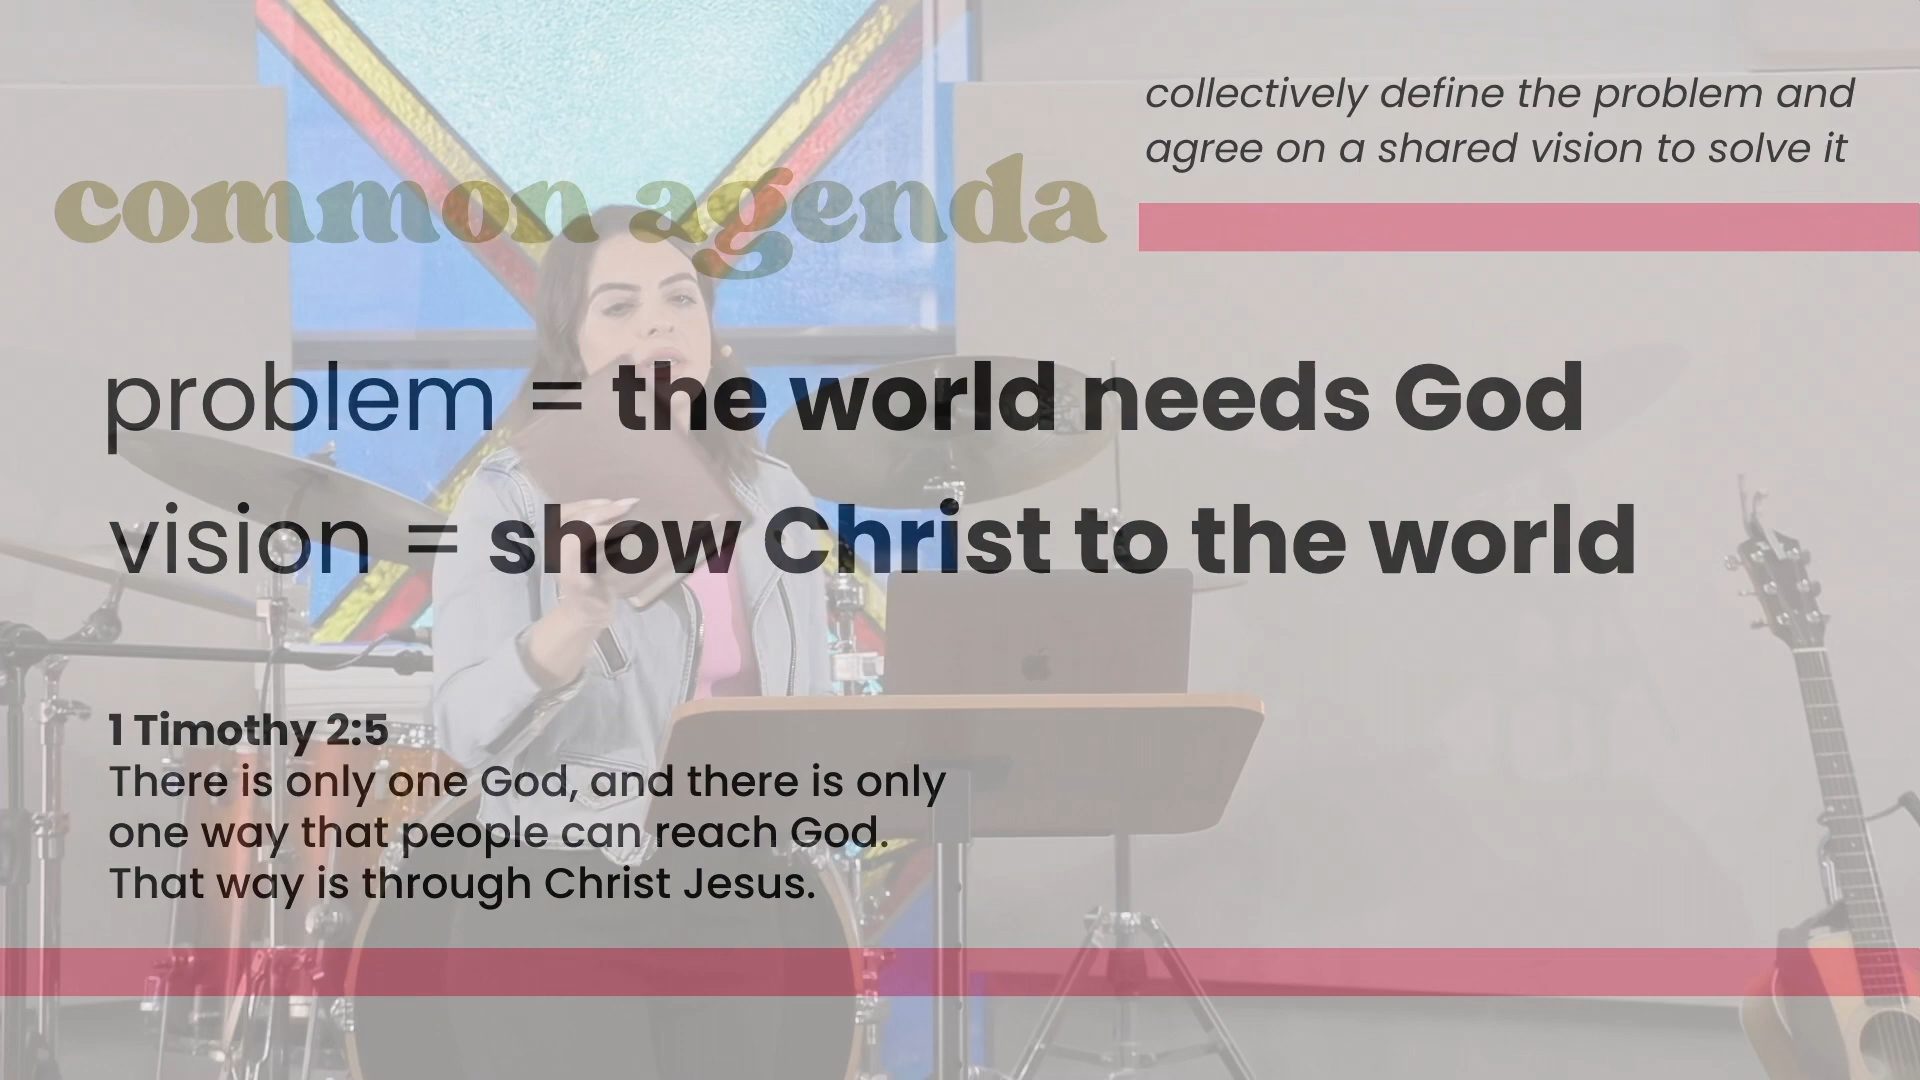 collectively define the problem and
agree on a shared vision to solve it
common agenda
problem = the world needs God
vision = show Christ to the world
1 Timothy 2:5
There is only one God, and there is only
one way that people can reach God.
That way is through Christ Jesus.